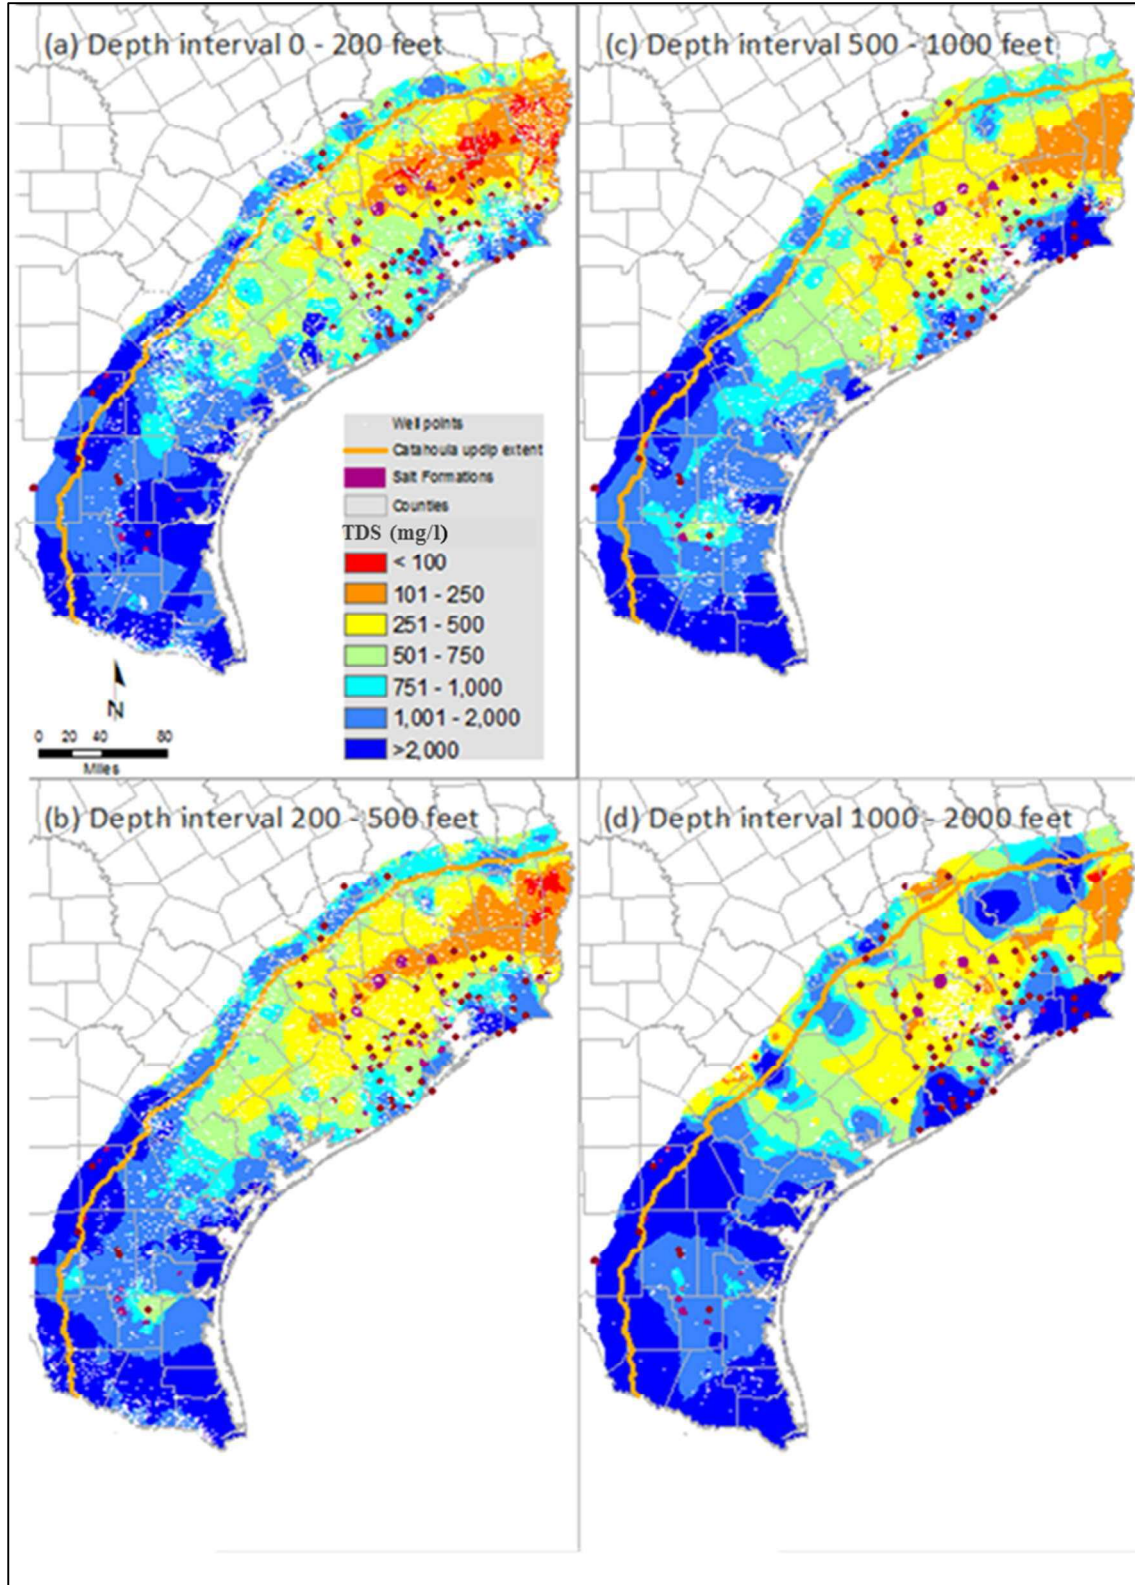 (a) Depth interval 0 - 200 feet
(c) Depth interval 500 - 1000 feet
Well points
Catahoula updip extent
Salt Formations
Counties
TDS (mg/l)
< 100
101 - 250
251 - 500
501 - 750
751 - 1,000
1,001 - 2,000
>2,000
N
0 20 40 80
Miles
(b) Depth interval 200 - 500 feet
(d) Depth interval 1000 - 2000 feet